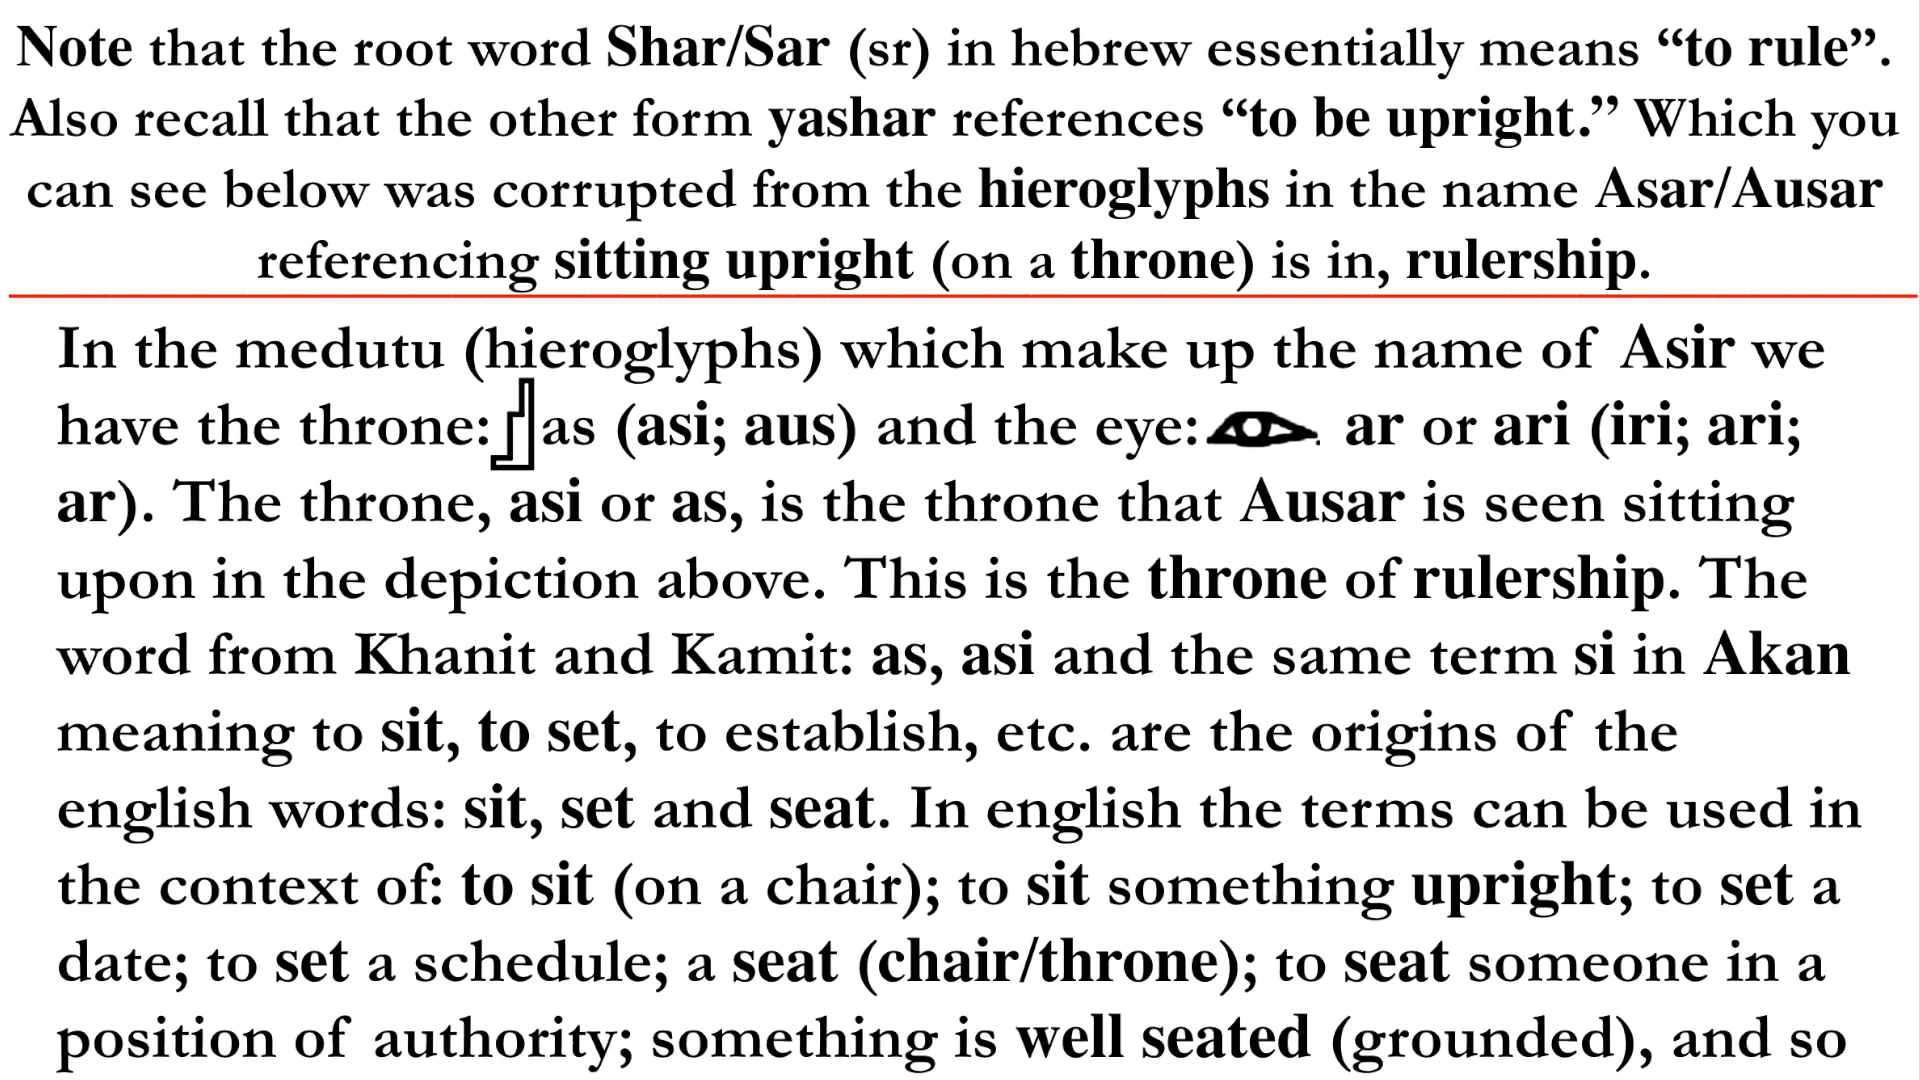 Note that the root word Shar/Sar (sr) in hebrew essentially means “to rule”.
Also recall that the other form yashar references “to be upright.” Which you
can see below was corrupted from the hieroglyphs in the name Asar/Ausar
referencing sitting upright (on a throne) is in, rulership.
In the medutu (hieroglyphs) which make up the name of Asir we
have the throne: 𓊨 as (asi; aus) and the eye: 𓁹. ar or ari (iri; ari;
ar). The throne, asi or as, is the throne that Ausar is seen sitting
upon in the depiction above. This is the throne of rulership. The
word from Khanit and Kamit: as, asi and the same term si in Akan
meaning to sit, to set, to establish, etc. are the origins of the
english words: sit, set and seat. In english the terms can be used in
the context of: to sit (on a chair); to sit something upright; to set a
date; to set a schedule; a seat (chair/throne); to seat someone in a
position of authority; something is well seated (grounded), and so